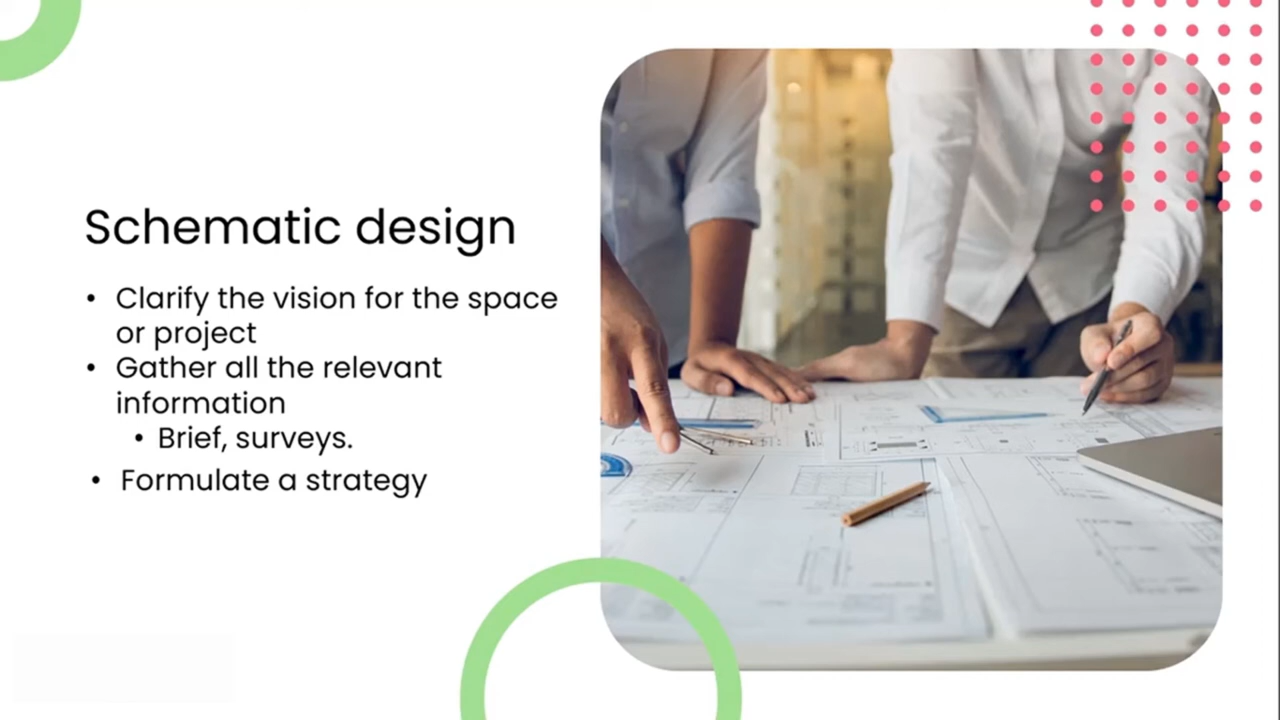 Schematic design
• Clarify the vision for the space
or project
• Gather all the relevant
information
• Brief, surveys.
• Formulate a strategy